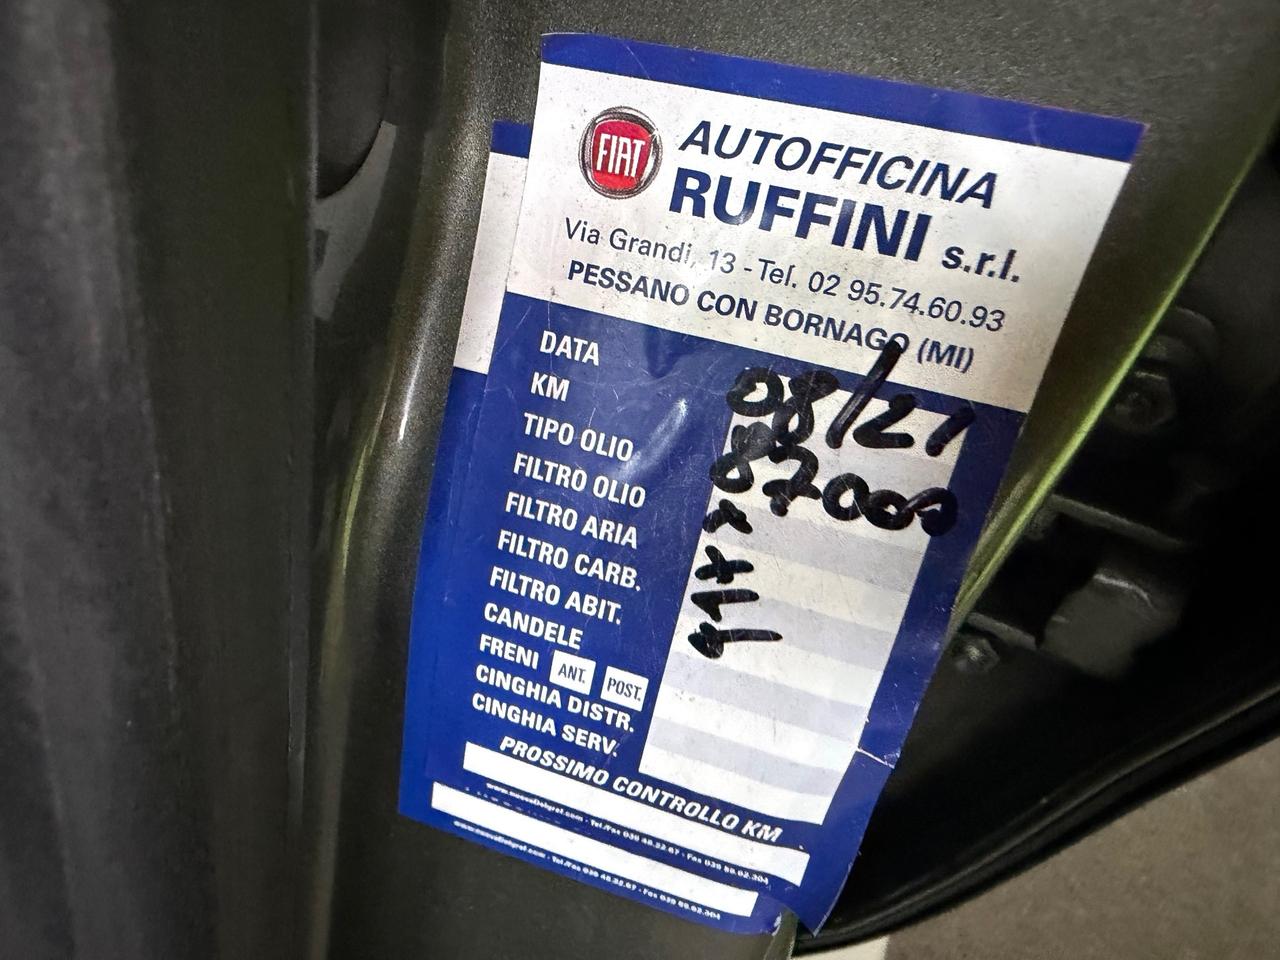 FIAT
AUTOFFICINA
RUFFINI s.r.l.
Via Grandi, 13 - Tel. 02 95.74.60.93
PESSANO CON BORNAGO (MI)
DATA 08/21
KM 87000
TIPO OLIO x
FILTRO OLIO x
FILTRO ARIA
FILTRO CARB.
FILTRO ABIT.
CANDELE
FRENI ANT. POST.
CINGHIA DISTR.
CINGHIA SERV.
PROSSIMO CONTROLLO KM